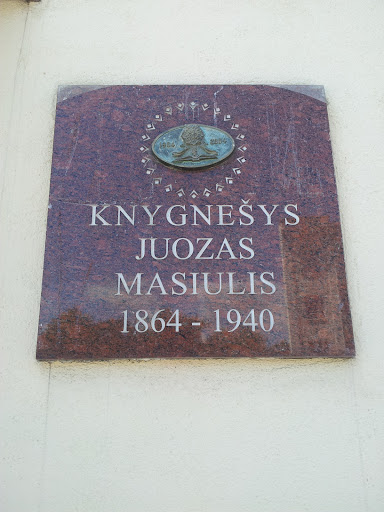 KNYGNEŠYS
JUOZAS
MASIULIS
1864 - 1940